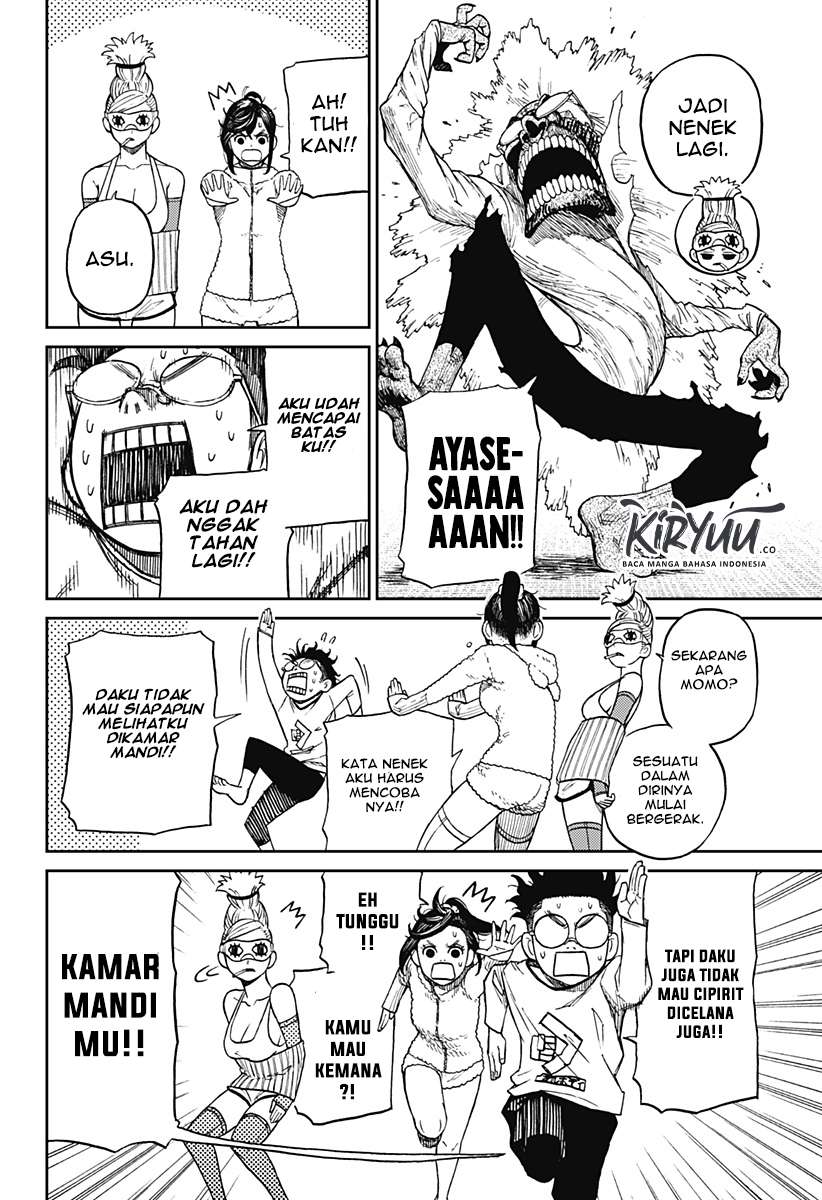 JADI
NENEK
LAGI.
AYASE-
SAAAA
AAAN!!
KIRYUU.CO
BACA MANGA BAHASA INDONESIA
AH!
TUH
KAN!!
ASU.
AKU UDAH
MENCAPAI
BATAS
KU!!
AKU DAH
NGGAK
TAHAN
LAGI!!
SEKARANG
APA
MOMO?
SESUATU
DALAM
DIRINYA
MULAI
BERGERAK.
KATA NENEK
AKU HARUS
MENCOBA
NYA!!
DAKU TIDAK
MAU SIAPAPUN
MELIHATKU
DIKAMAR
MANDI!!
TAPI DAKU
JUGA TIDAK
MAU CIPIRIT
DICELANA
JUGA!!
EH
TUNGGU
!!
KAMU
MAU
KEMANA
?!
KAMAR
MANDI
MU!!